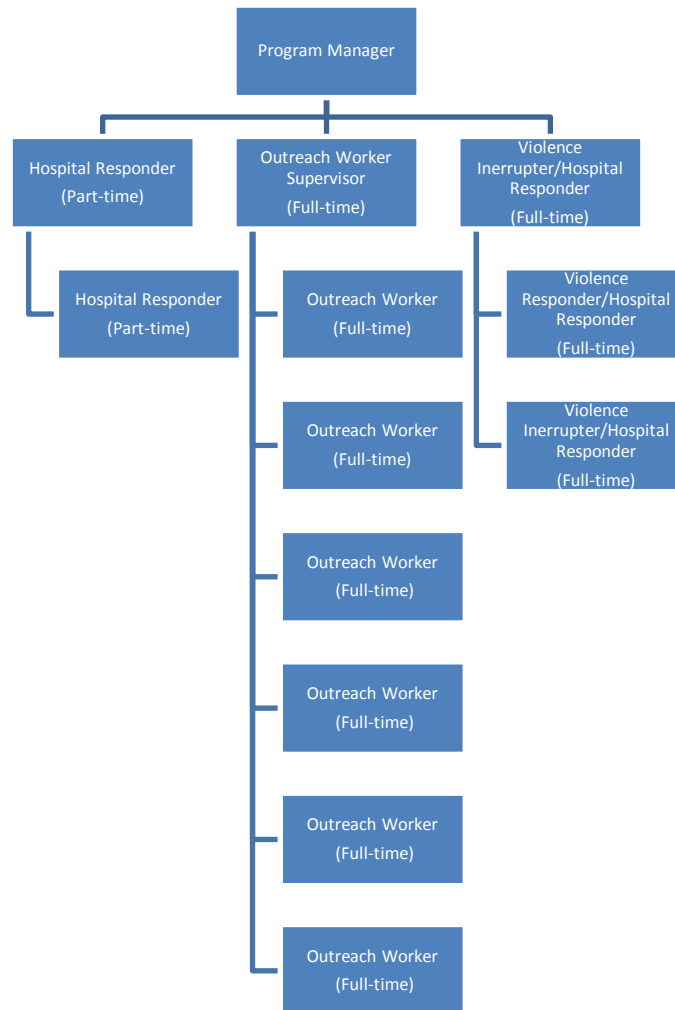 Program Manager
Hospital Responder
(Part-time)
Outreach Worker
Supervisor
(Full-time)
Violence
Inerrupter/Hospital
Responder
(Full-time)
Hospital Responder
(Part-time)
Outreach Worker
(Full-time)
Violence
Responder/Hospital
Responder
(Full-time)
Outreach Worker
(Full-time)
Violence
Inerrupter/Hospital
Responder
(Full-time)
Outreach Worker
(Full-time)
Outreach Worker
(Full-time)
Outreach Worker
(Full-time)
Outreach Worker
(Full-time)